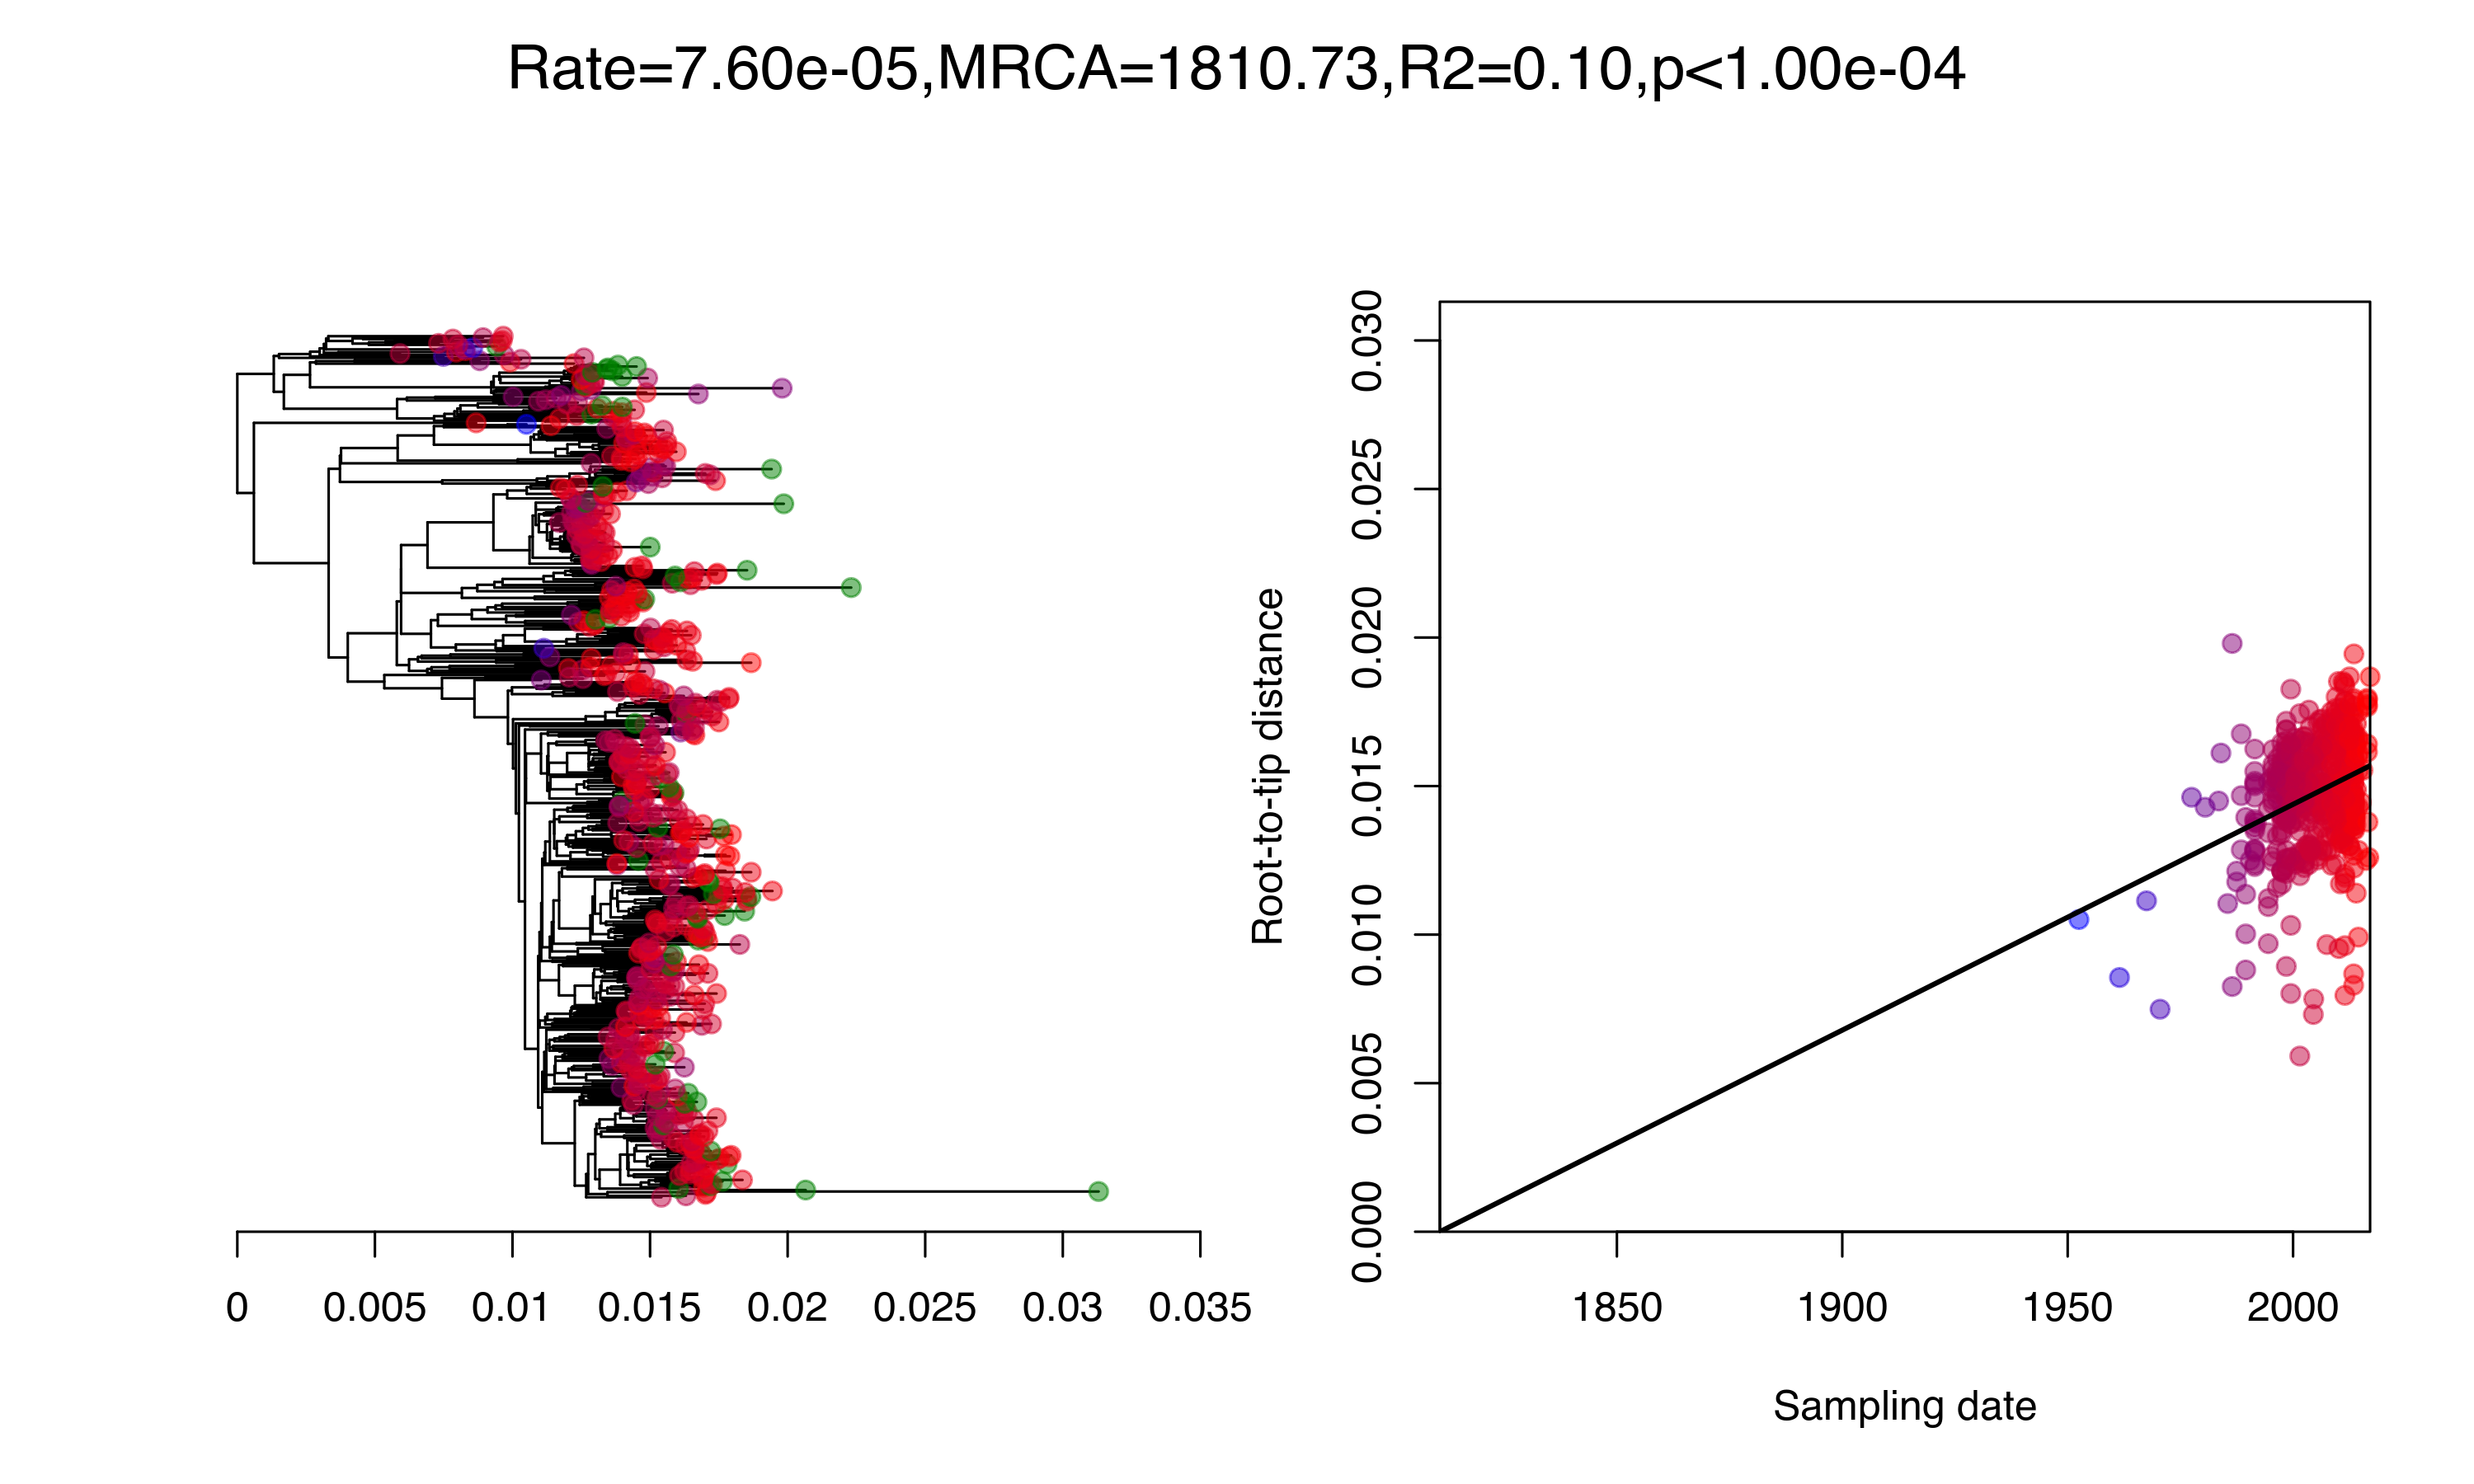 Rate=7.60e-05,MRCA=1810.73,R2=0.10,p<1.00e-04
0 0.005 0.01 0.015 0.02 0.025 0.03 0.035
Root-to-tip distance
0.000 0.005 0.010 0.015 0.020 0.025 0.030
1850 1900 1950 2000
Sampling date